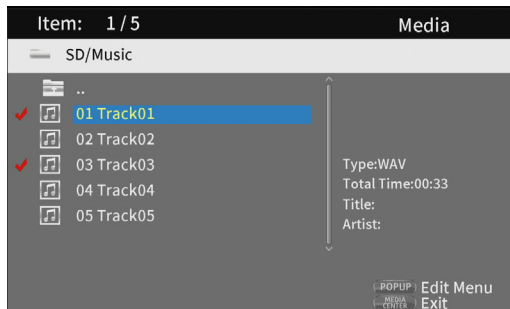 Item: 1/5
Media
SD/Music
..
01 Track01
02 Track02
03 Track03
04 Track04
05 Track05
Type:WAV
Total Time:00:33
Title:
Artist:
POPUP Edit Menu
MEDIA CENTER Exit